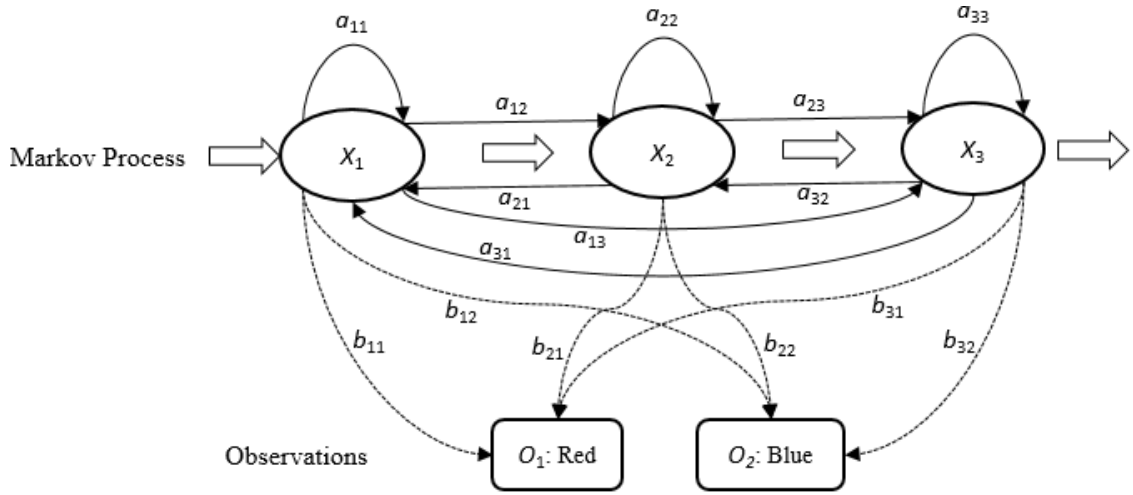 a11
a22
a33
a12
a23
Markov Process
X1
X2
X3
a21
a32
a13
a31
b12
b31
b11
b21
b22
b32
O1: Red
O2: Blue
Observations